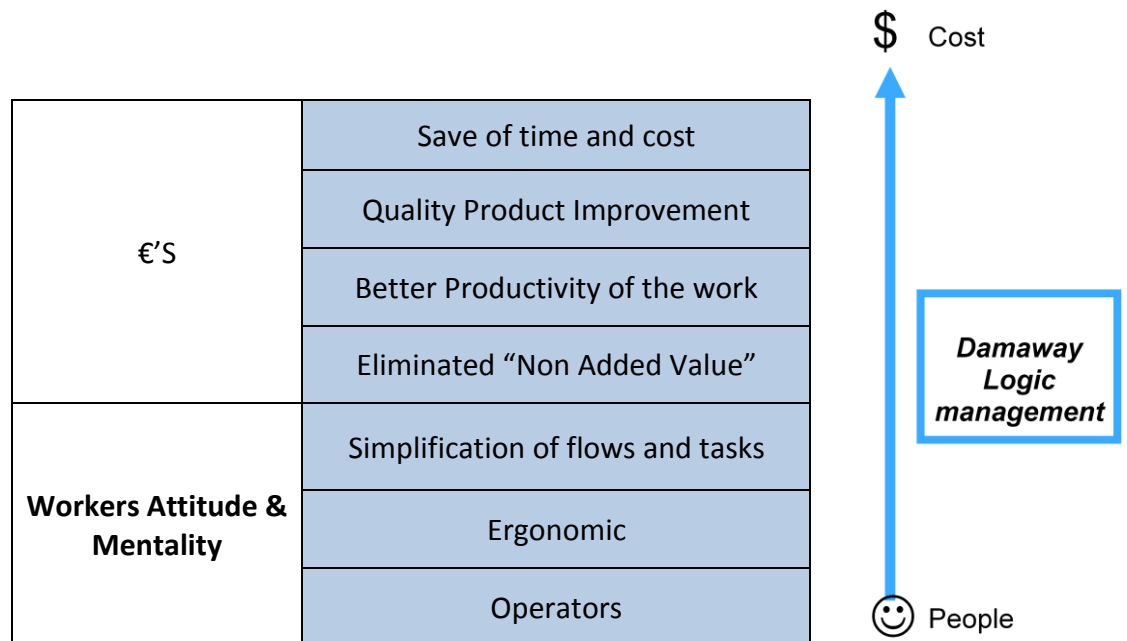 $ Cost
Save of time and cost
Quality Product Improvement
€’S
Better Productivity of the work
Eliminated “Non Added Value”
Damaway
Logic
management
Simplification of flows and tasks
Workers Attitude &
Mentality
Ergonomic
Operators
People